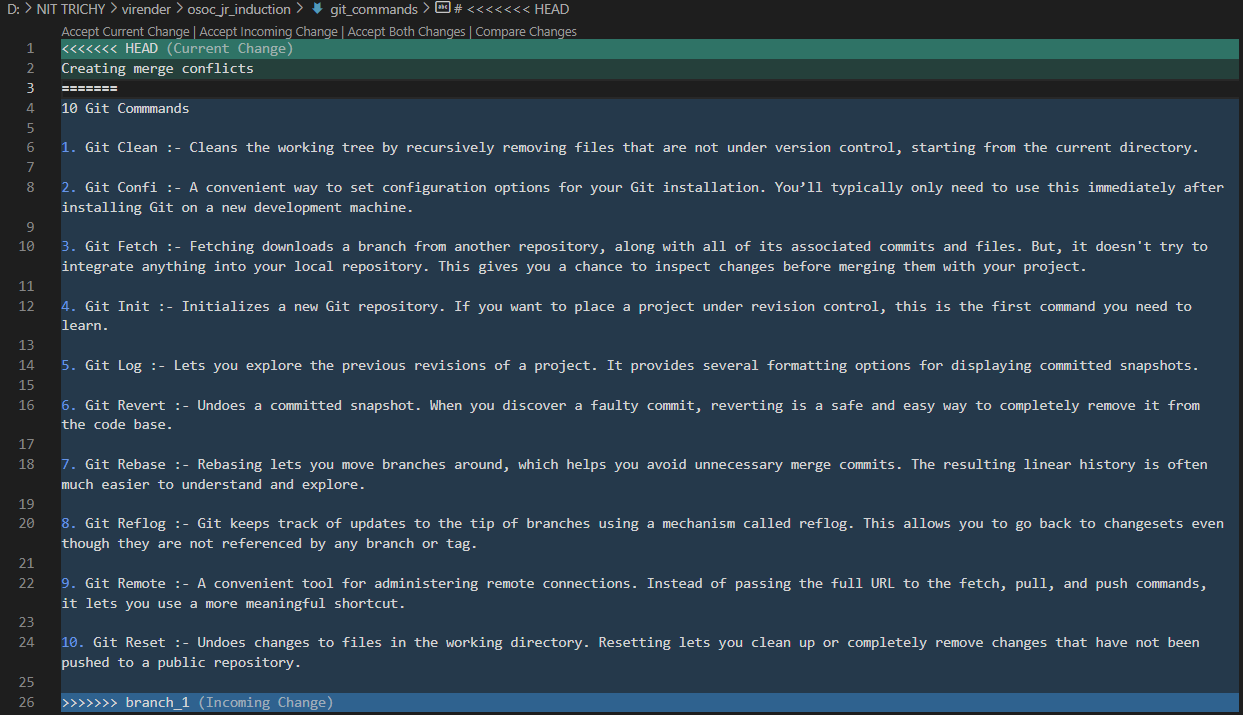 D: > NIT TRICHY > virender > osoc_jr_induction > git_commands > abc # <<<<<<< HEAD
Accept Current Change | Accept Incoming Change | Accept Both Changes | Compare Changes
1 <<<<<<< HEAD (Current Change)
2 Creating merge conflicts
3 =======
4 10 Git Commmands
5
6 1. Git Clean :- Cleans the working tree by recursively removing files that are not under version control, starting from the current directory.
7
8 2. Git Confi :- A convenient way to set configuration options for your Git installation. You’ll typically only need to use this immediately after
installing Git on a new development machine.
9
10 3. Git Fetch :- Fetching downloads a branch from another repository, along with all of its associated commits and files. But, it doesn't try to
integrate anything into your local repository. This gives you a chance to inspect changes before merging them with your project.
11
12 4. Git Init :- Initializes a new Git repository. If you want to place a project under revision control, this is the first command you need to
learn.
13
14 5. Git Log :- Lets you explore the previous revisions of a project. It provides several formatting options for displaying committed snapshots.
15
16 6. Git Revert :- Undoes a committed snapshot. When you discover a faulty commit, reverting is a safe and easy way to completely remove it from
the code base.
17
18 7. Git Rebase :- Rebasing lets you move branches around, which helps you avoid unnecessary merge commits. The resulting linear history is often
much easier to understand and explore.
19
20 8. Git Reflog :- Git keeps track of updates to the tip of branches using a mechanism called reflog. This allows you to go back to changesets even
though they are not referenced by any branch or tag.
21
22 9. Git Remote :- A convenient tool for administering remote connections. Instead of passing the full URL to the fetch, pull, and push commands,
it lets you use a more meaningful shortcut.
23
24 10. Git Reset :- Undoes changes to files in the working directory. Resetting lets you clean up or completely remove changes that have not been
pushed to a public repository.
25
26 >>>>>>> branch_1 (Incoming Change)